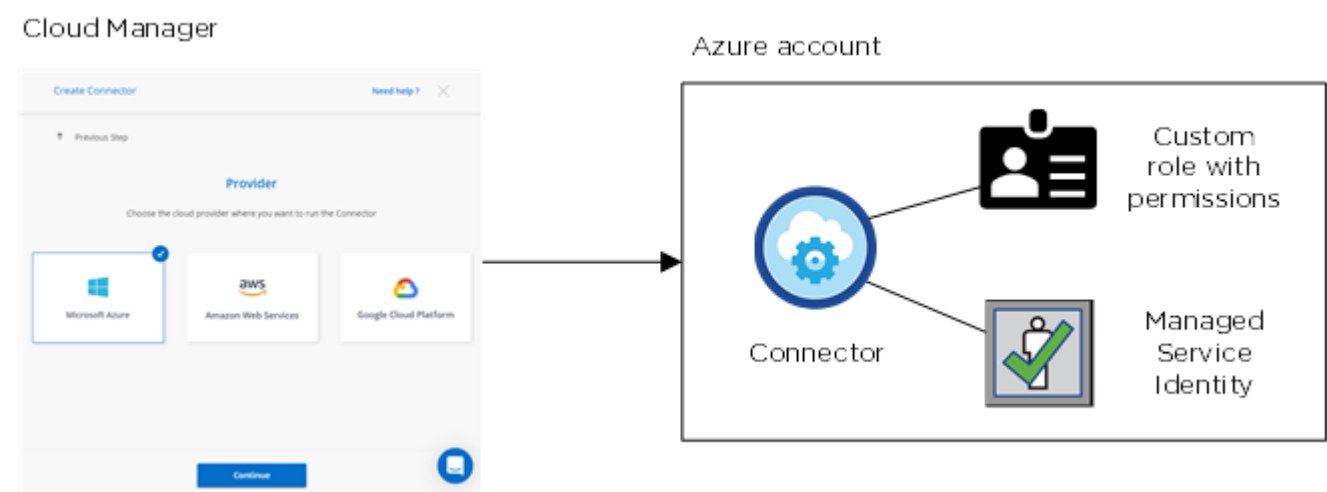 Cloud Manager
Create Connector
Need help ?
Previous Step
Provider
Choose the cloud provider where you want to run the Connector
Microsoft Azure
aws
Amazon Web Services
Google Cloud Platform
Continue
Azure account
Custom
role with
permissions
Connector
Managed
Service
Identity